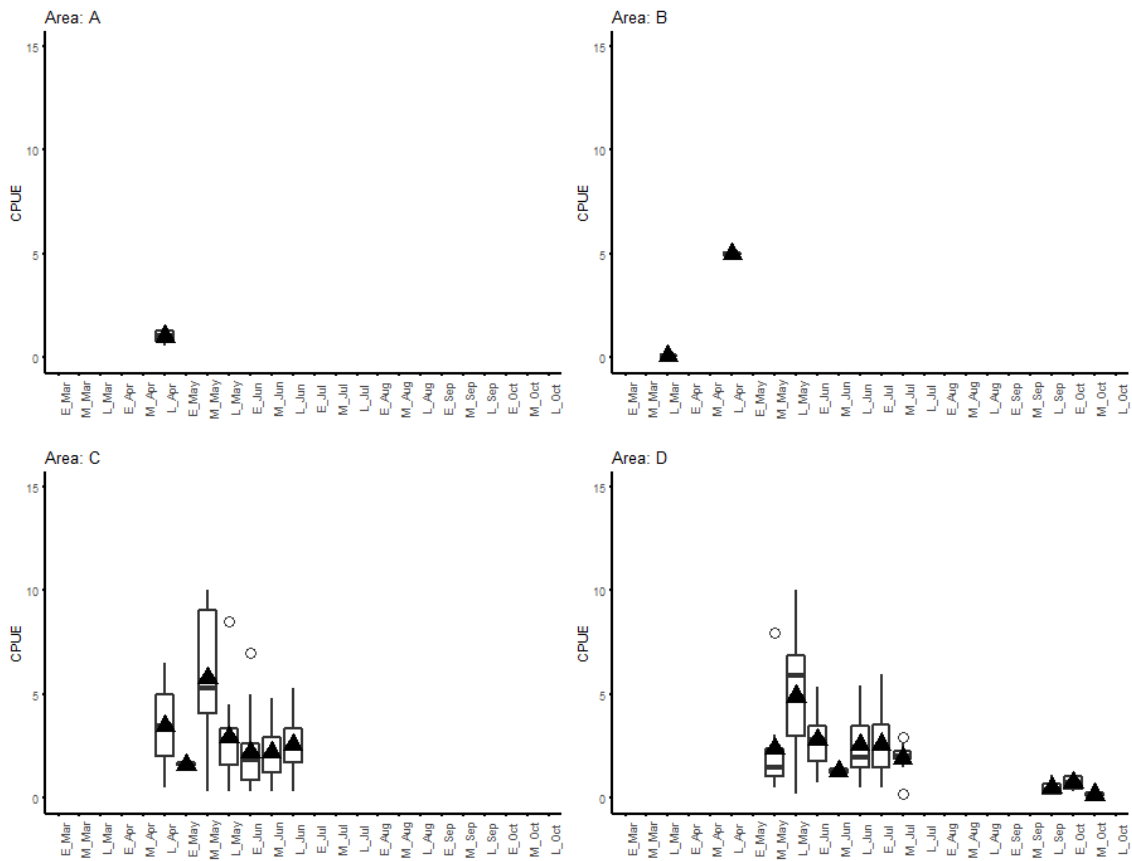 Area: A
15
10
CPUE
5
0
E_Mar
M_Mar
L_Mar
E_Apr
M_Apr
L_Apr
E_May
M_May
L_May
E_Jun
M_Jun
L_Jun
E_Jul
M_Jul
L_Jul
E_Aug
M_Aug
L_Aug
E_Sep
M_Sep
L_Sep
E_Oct
M_Oct
L_Oct
Area: B
15
10
CPUE
5
0
E_Mar
M_Mar
L_Mar
E_Apr
M_Apr
L_Apr
E_May
M_May
L_May
E_Jun
M_Jun
L_Jun
E_Jul
M_Jul
L_Jul
E_Aug
M_Aug
L_Aug
E_Sep
M_Sep
L_Sep
E_Oct
M_Oct
L_Oct
Area: C
15
10
CPUE
5
0
E_Mar
M_Mar
L_Mar
E_Apr
M_Apr
L_Apr
E_May
M_May
L_May
E_Jun
M_Jun
L_Jun
E_Jul
M_Jul
L_Jul
E_Aug
M_Aug
L_Aug
E_Sep
M_Sep
L_Sep
E_Oct
M_Oct
L_Oct
Area: D
15
10
CPUE
5
0
E_Mar
M_Mar
L_Mar
E_Apr
M_Apr
L_Apr
E_May
M_May
L_May
E_Jun
M_Jun
L_Jun
E_Jul
M_Jul
L_Jul
E_Aug
M_Aug
L_Aug
E_Sep
M_Sep
L_Sep
E_Oct
M_Oct
L_Oct